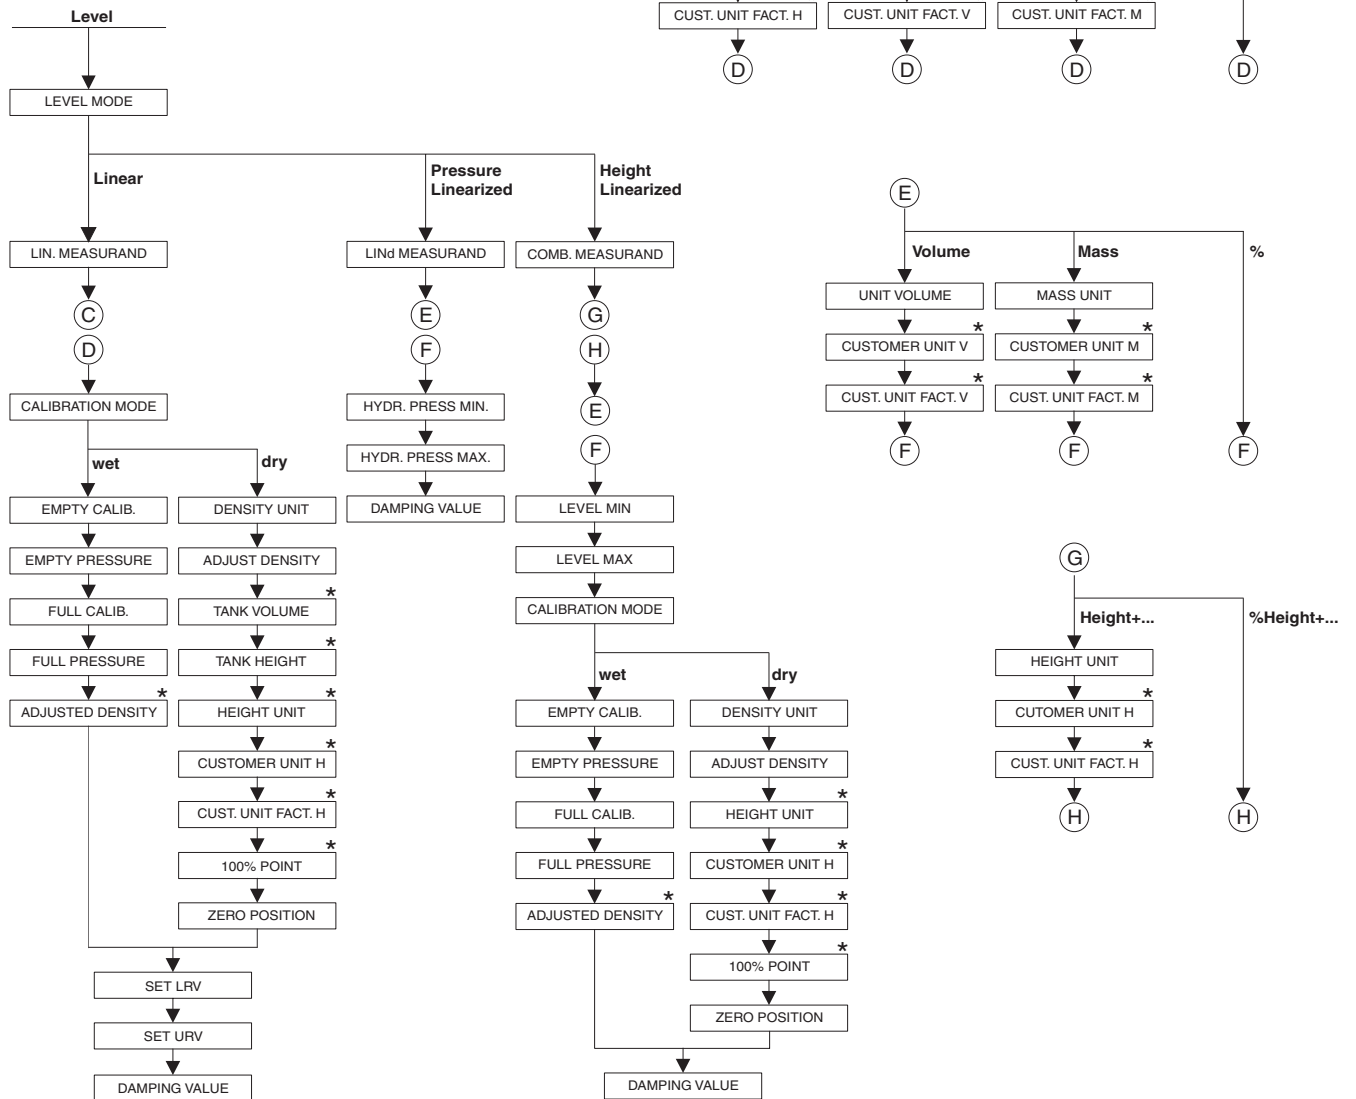 Level
LEVEL MODE
Linear
Pressure
Linearized
Height
Linearized
LIN. MEASURAND
LINd MEASURAND
COMB. MEASURAND
C
D
E
F
G
H
E
F
CALIBRATION MODE
HYDR. PRESS MIN.
HYDR. PRESS MAX.
DAMPING VALUE
wet
dry
EMPTY CALIB.
EMPTY PRESSURE
FULL CALIB.
FULL PRESSURE
*
ADJUSTED DENSITY
DENSITY UNIT
ADJUST DENSITY
*
TANK VOLUME
*
TANK HEIGHT
*
HEIGHT UNIT
*
CUSTOMER UNIT H
*
CUST. UNIT FACT. H
*
100% POINT
ZERO POSITION
SET LRV
SET URV
DAMPING VALUE
LEVEL MIN
LEVEL MAX
CALIBRATION MODE
wet
dry
EMPTY CALIB.
EMPTY PRESSURE
FULL CALIB.
FULL PRESSURE
*
ADJUSTED DENSITY
DENSITY UNIT
ADJUST DENSITY
*
HEIGHT UNIT
*
CUSTOMER UNIT H
*
CUST. UNIT FACT. H
*
100% POINT
ZERO POSITION
DAMPING VALUE
CUST. UNIT FACT. H
CUST. UNIT FACT. V
CUST. UNIT FACT. M
D
D
D
D
E
Volume
Mass
%
UNIT VOLUME
*
CUSTOMER UNIT V
*
CUST. UNIT FACT. V
F
MASS UNIT
*
CUSTOMER UNIT M
*
CUST. UNIT FACT. M
F
F
G
Height+...
%Height+...
HEIGHT UNIT
*
CUTOMER UNIT H
*
CUST. UNIT FACT. H
H
H